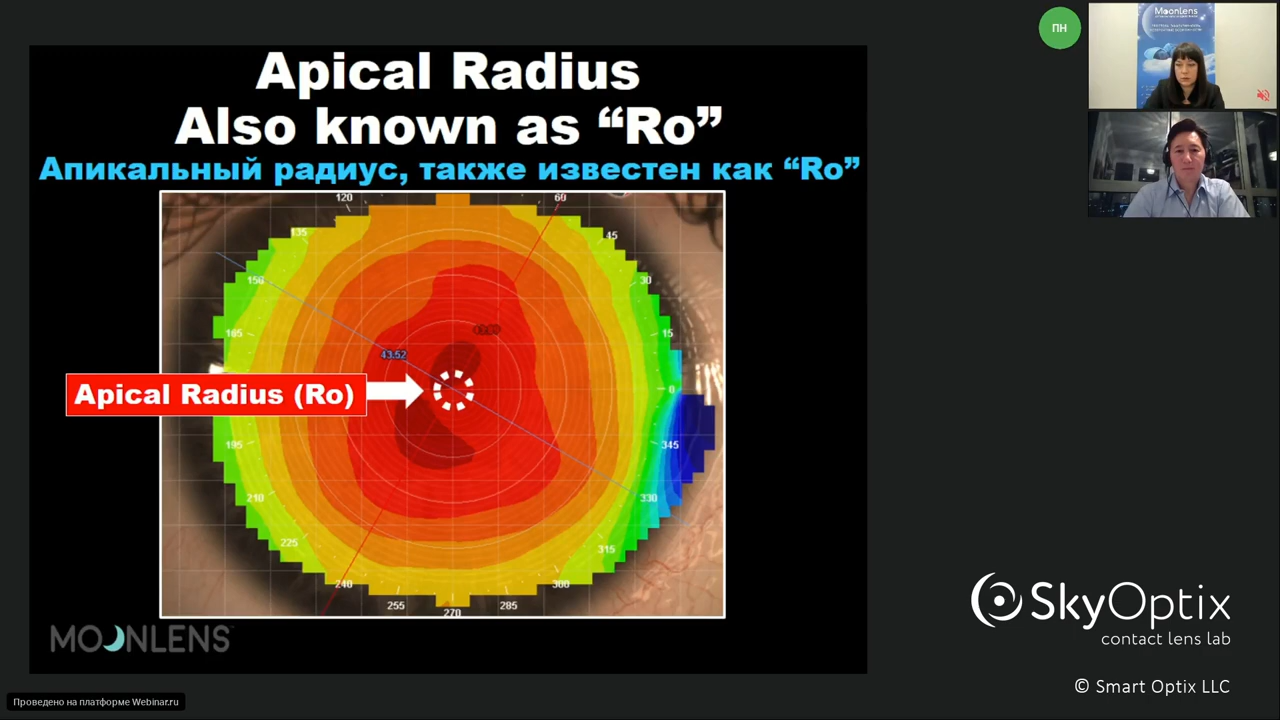 Apical Radius
Also known as “Ro”
Апикальный радиус, также известен как “Ro”
120
60
135
45
150
30
43.52
165
15
Apical Radius (Ro)
0
195
345
210
330
225
315
240
300
255
285
270
MOONLENS
ПН
MoonLens
SkyOptix
contact lens lab
© Smart Optix LLC
Проведено на платформе Webinar.ru